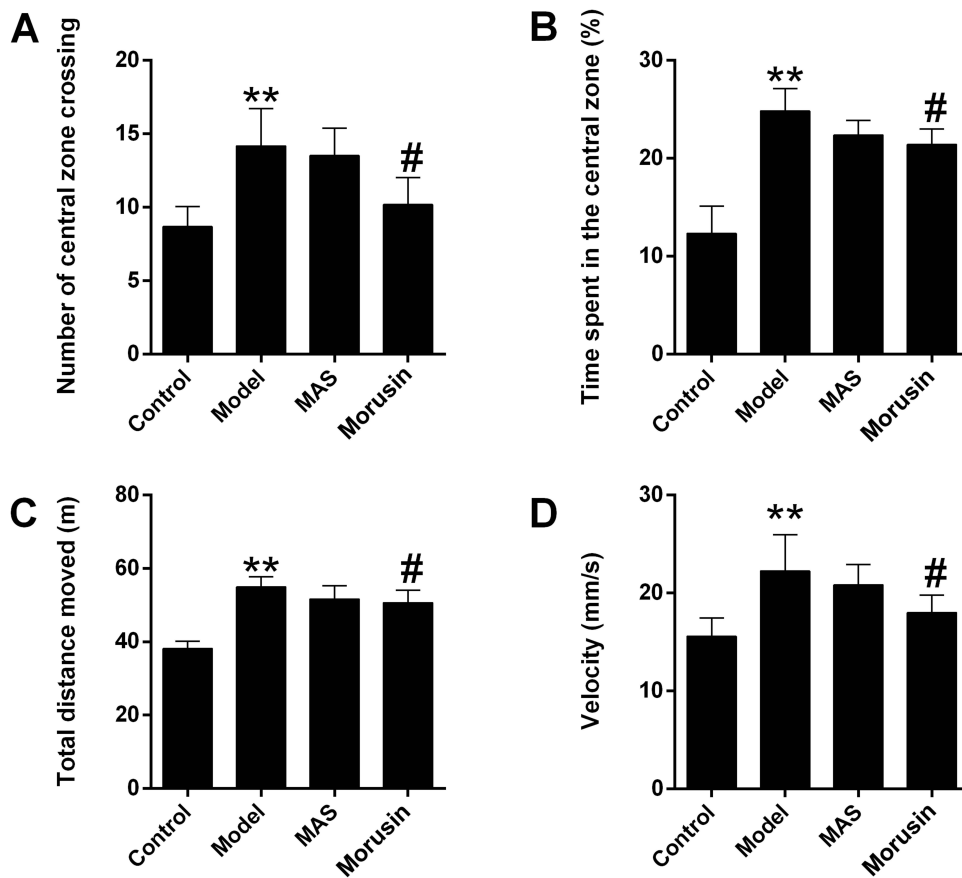 A
Number of central zone crossing
20
15
10
5
0
**
#
Control
Model
MAS
Morusin
B
Time spent in the central zone (%)
30
20
10
0
**
#
Control
Model
MAS
Morusin
C
Total distance moved (m)
80
60
40
20
0
**
#
Control
Model
MAS
Morusin
D
Velocity (mm/s)
30
20
10
0
**
#
Control
Model
MAS
Morusin